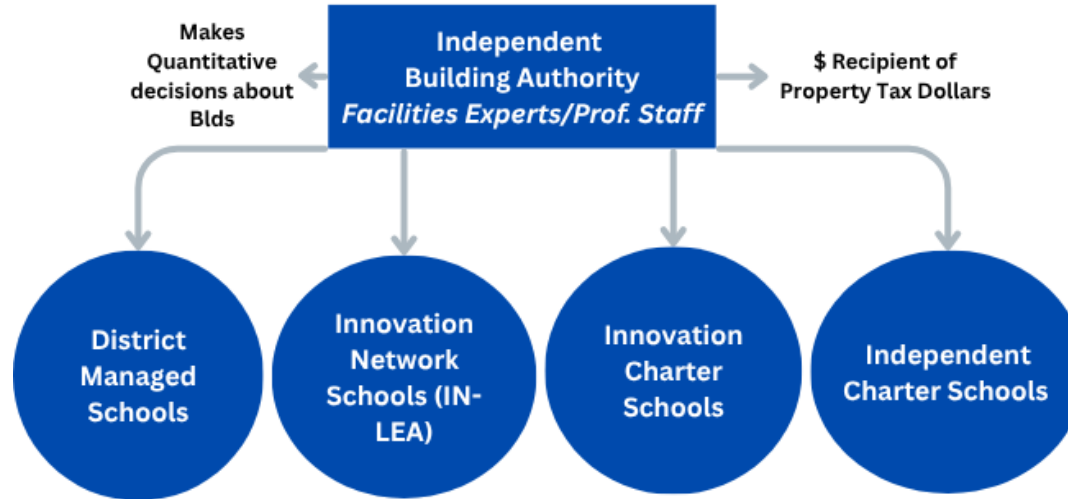 Makes
Quantitative
decisions about
Blds
Independent
Building Authority
Facilities Experts/Prof. Staff
$ Recipient of
Property Tax Dollars
District
Managed
Schools
Innovation
Network
Schools (IN-
LEA)
Innovation
Charter
Schools
Independent
Charter Schools